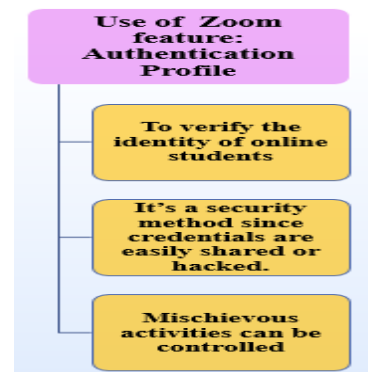 Use of Zoom
feature:
Authentication
Profile
To verify the
identity of online
students
It's a security
method since
credentials are
easily shared or
hacked.
Mischievous
activities can be
controlled